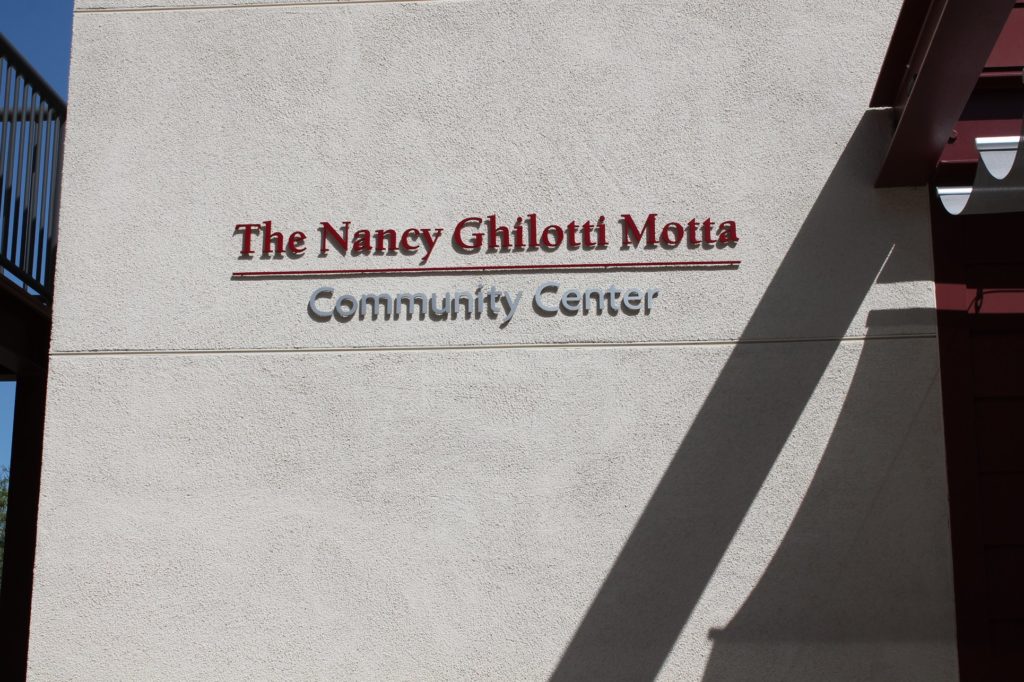 The Nancy Ghilotti Motta
Community Center